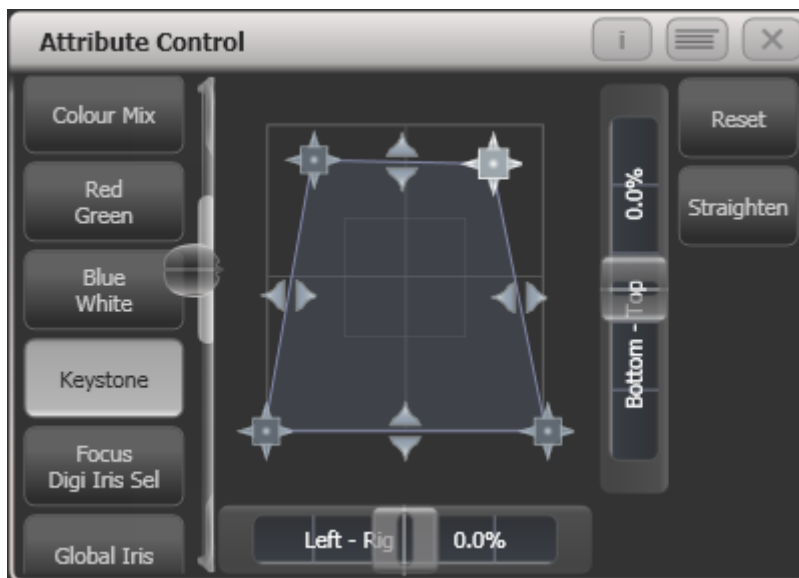 Attribute Control
i
Colour Mix
Red
Green
Blue
White
Keystone
Focus
Digi Iris Sel
Global Iris
Reset
Straighten
Bottom - Top 0.0%
Left - Rig 0.0%